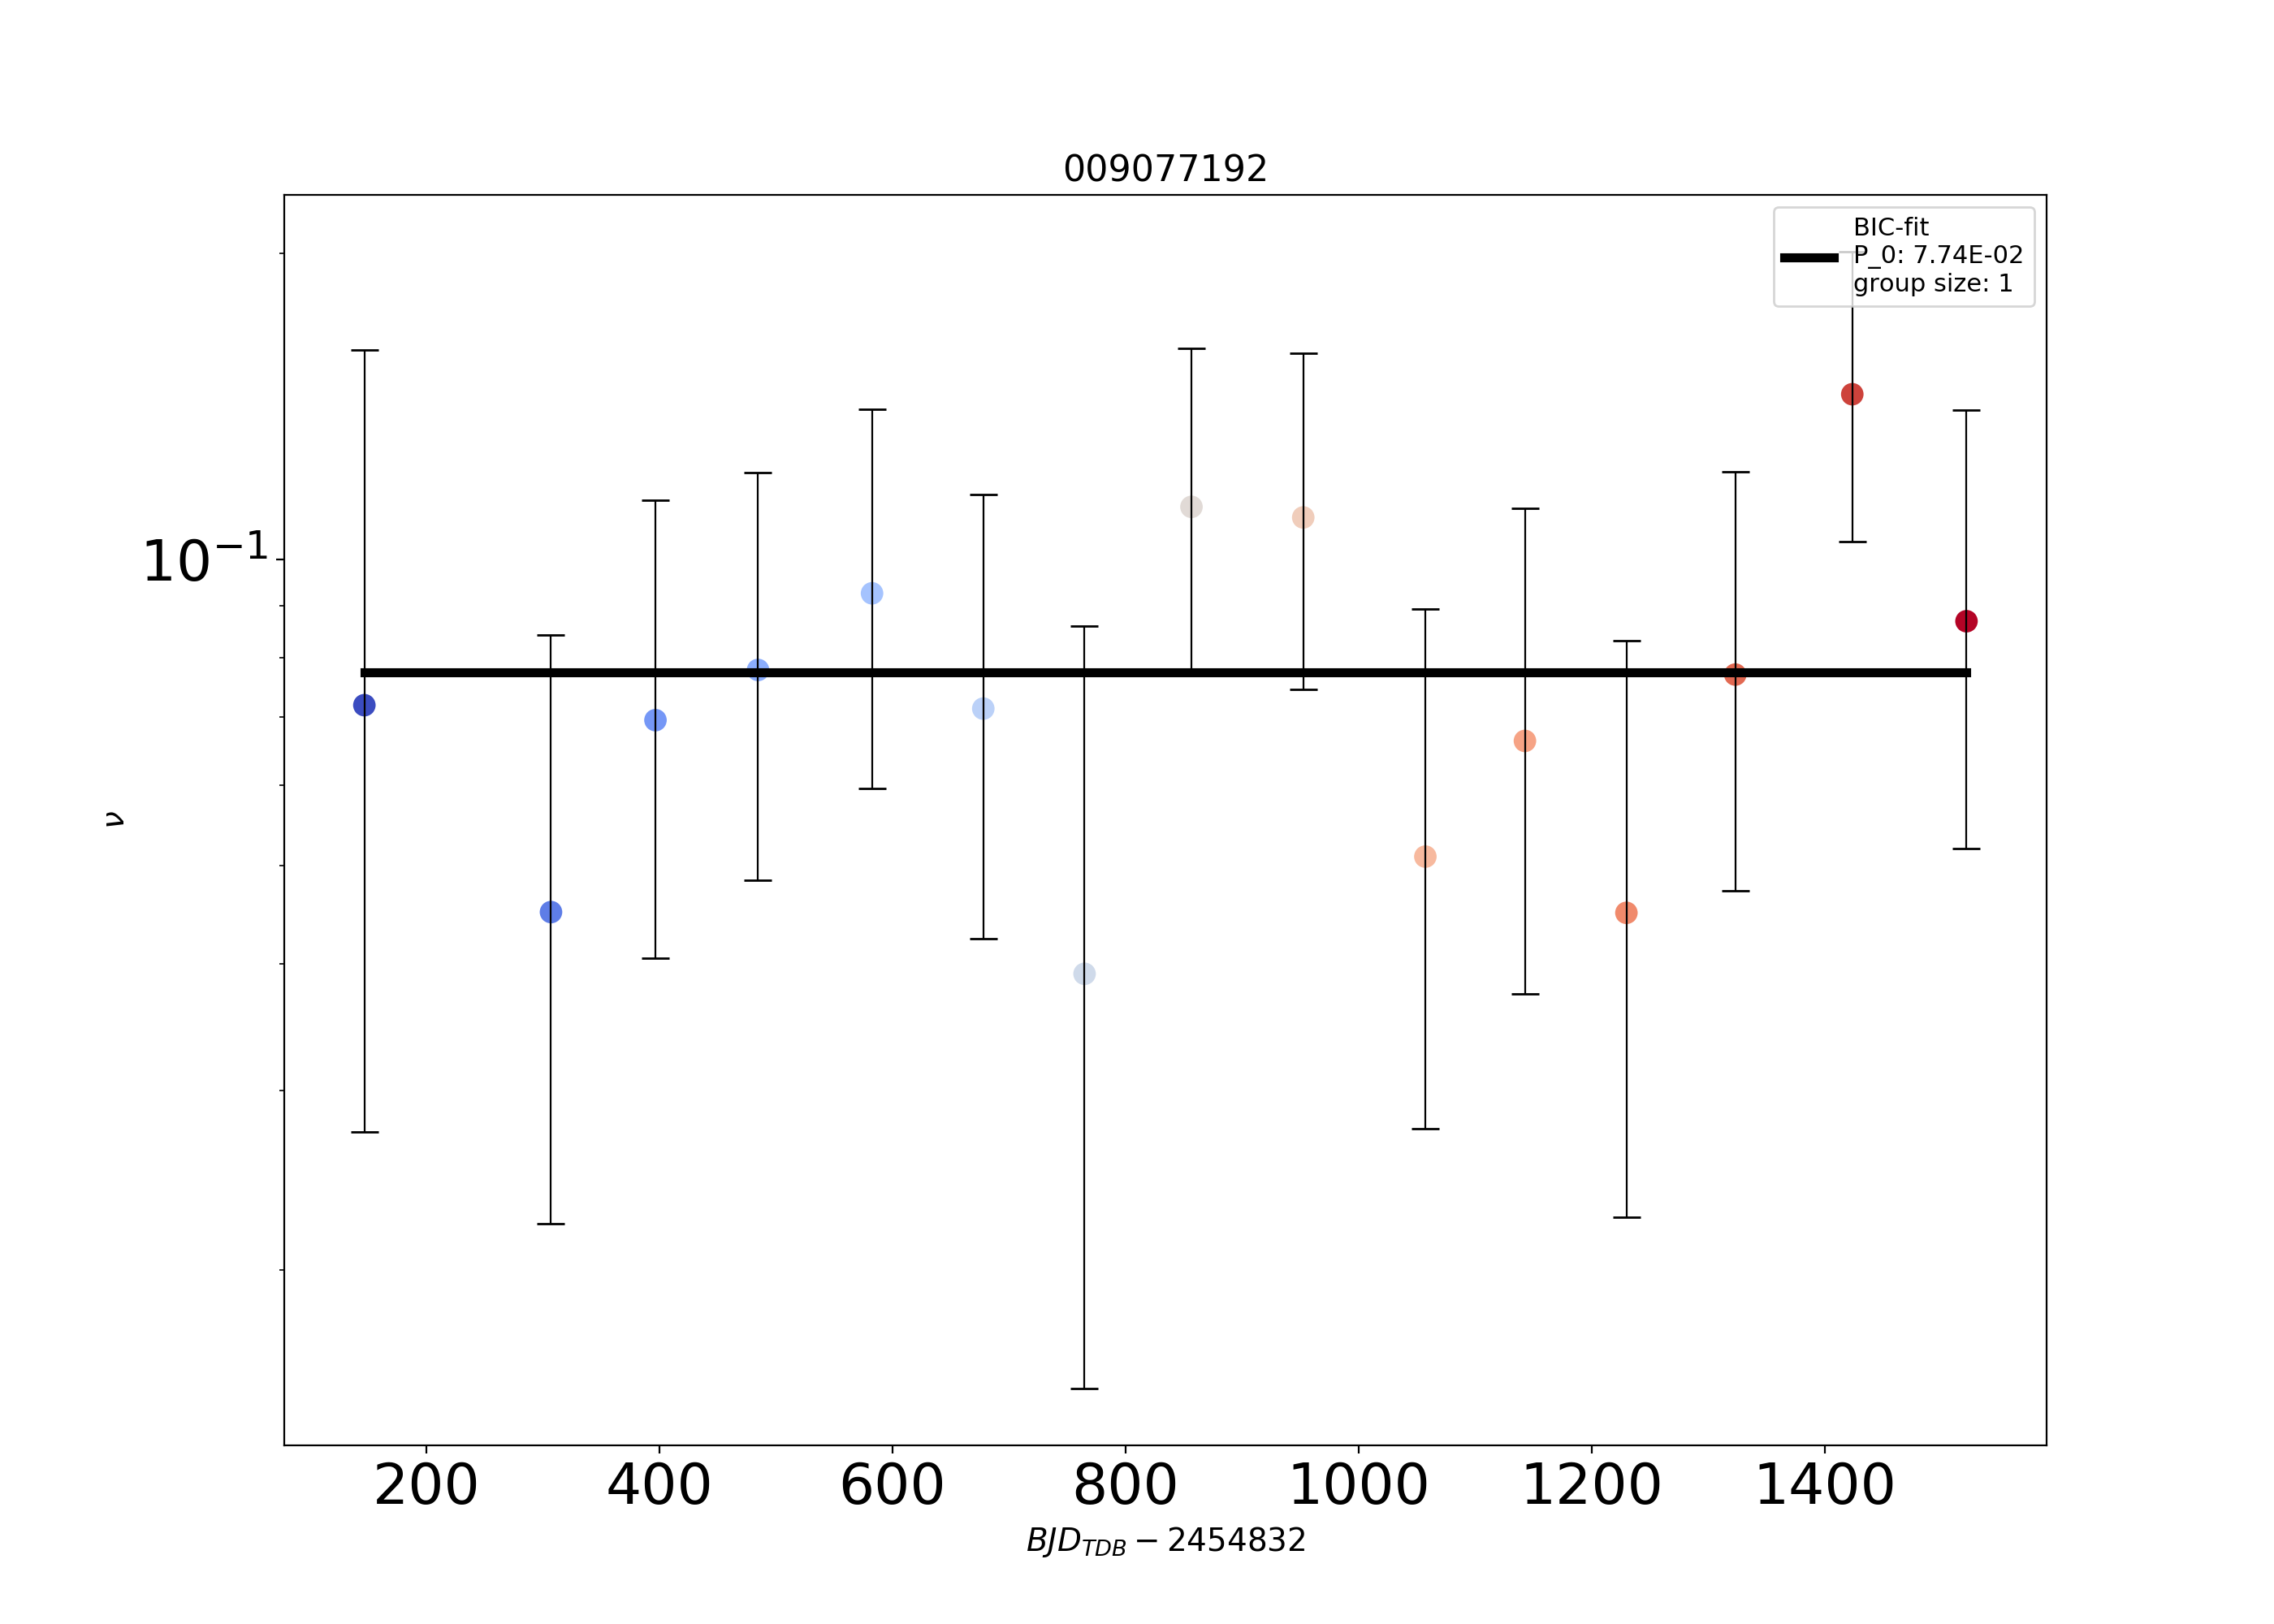 009077192
BIC-fit
P_0: 7.74E-02
group size: 1
10⁻¹
ν
200 400 600 800 1000 1200 1400
BJD_{TDB} − 2454832